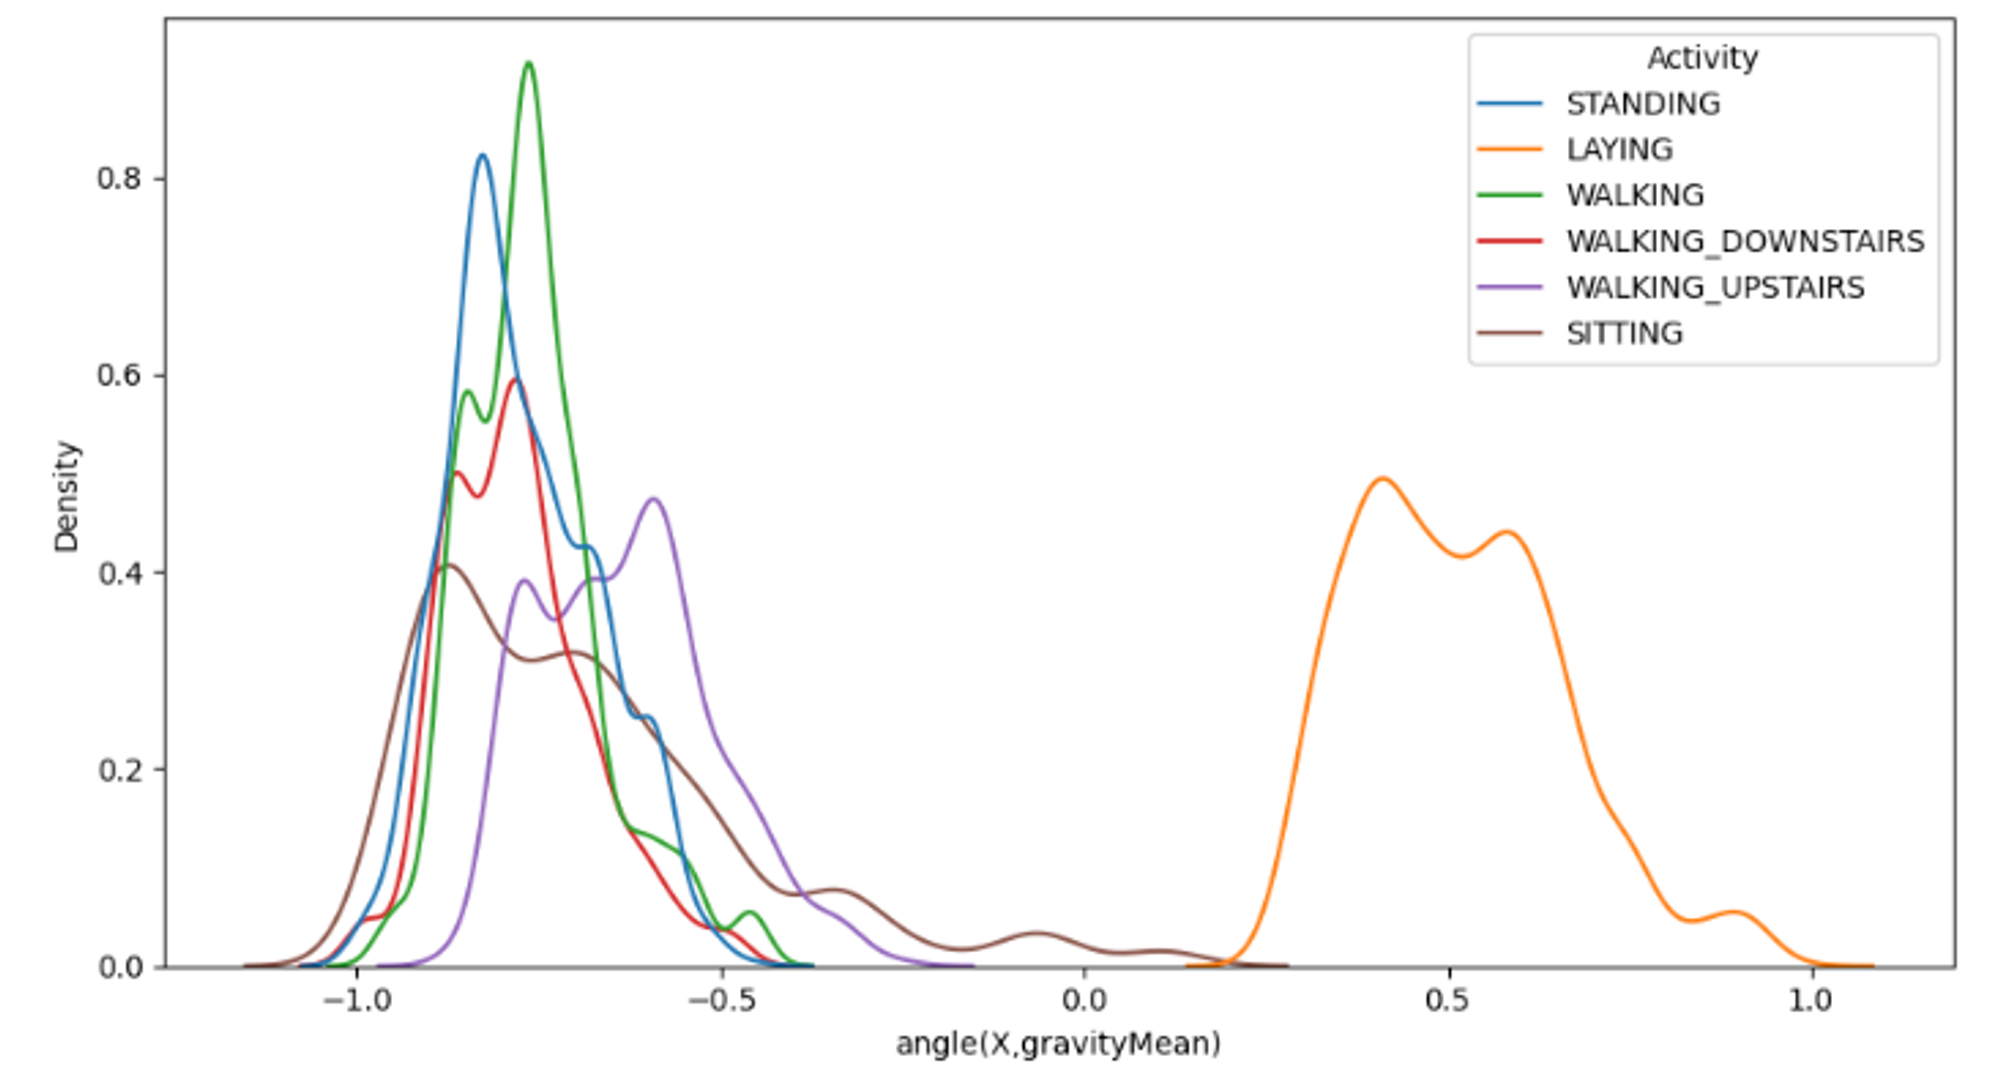 Activity
STANDING
LAYING
WALKING
WALKING_DOWNSTAIRS
WALKING_UPSTAIRS
SITTING
Density
0.8
0.6
0.4
0.2
0.0
−1.0 −0.5 0.0 0.5 1.0
angle(X,gravityMean)